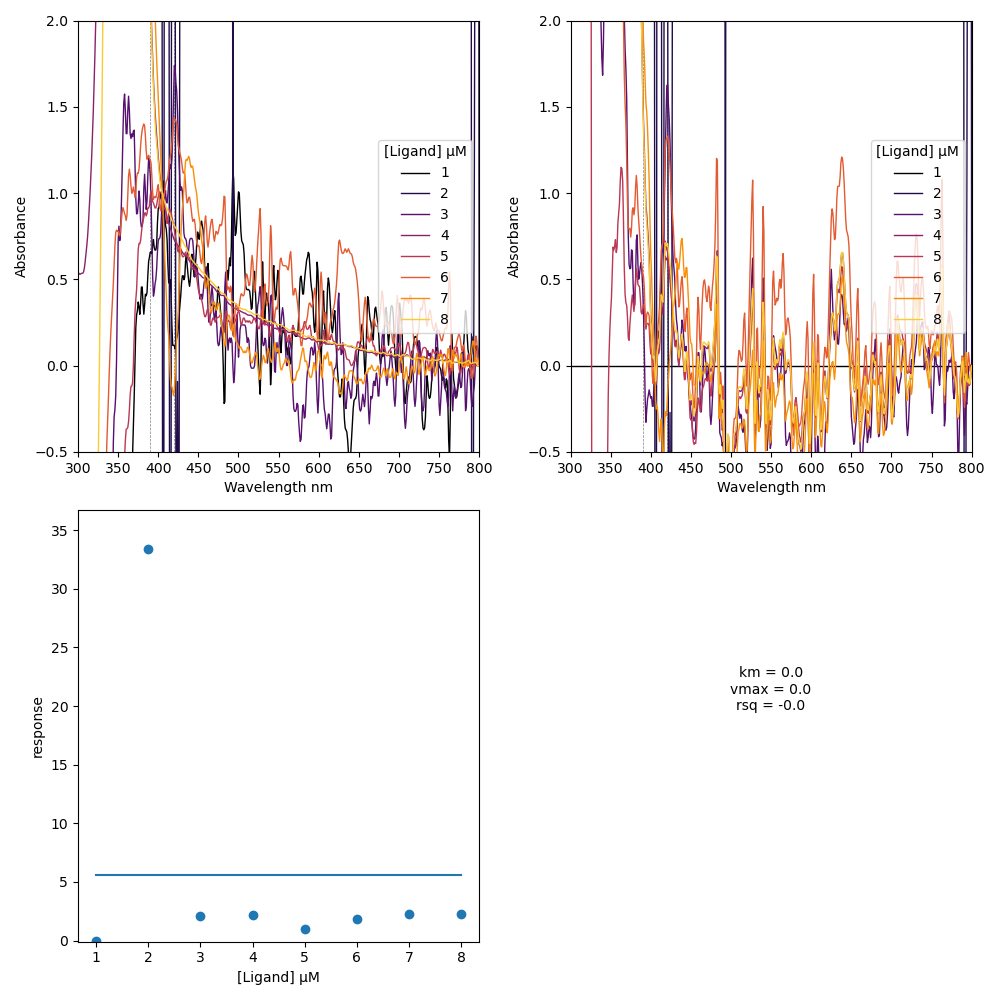 2.0
1.5
1.0
0.5
0.0
−0.5
Absorbance
300 350 400 450 500 550 600 650 700 750 800
Wavelength nm
[Ligand] μM
1
2
3
4
5
6
7
8
2.0
1.5
1.0
0.5
0.0
−0.5
Absorbance
300 350 400 450 500 550 600 650 700 750 800
Wavelength nm
[Ligand] μM
1
2
3
4
5
6
7
8
35
30
25
20
15
10
5
0
response
1 2 3 4 5 6 7 8
[Ligand] μM
km = 0.0
vmax = 0.0
rsq = -0.0